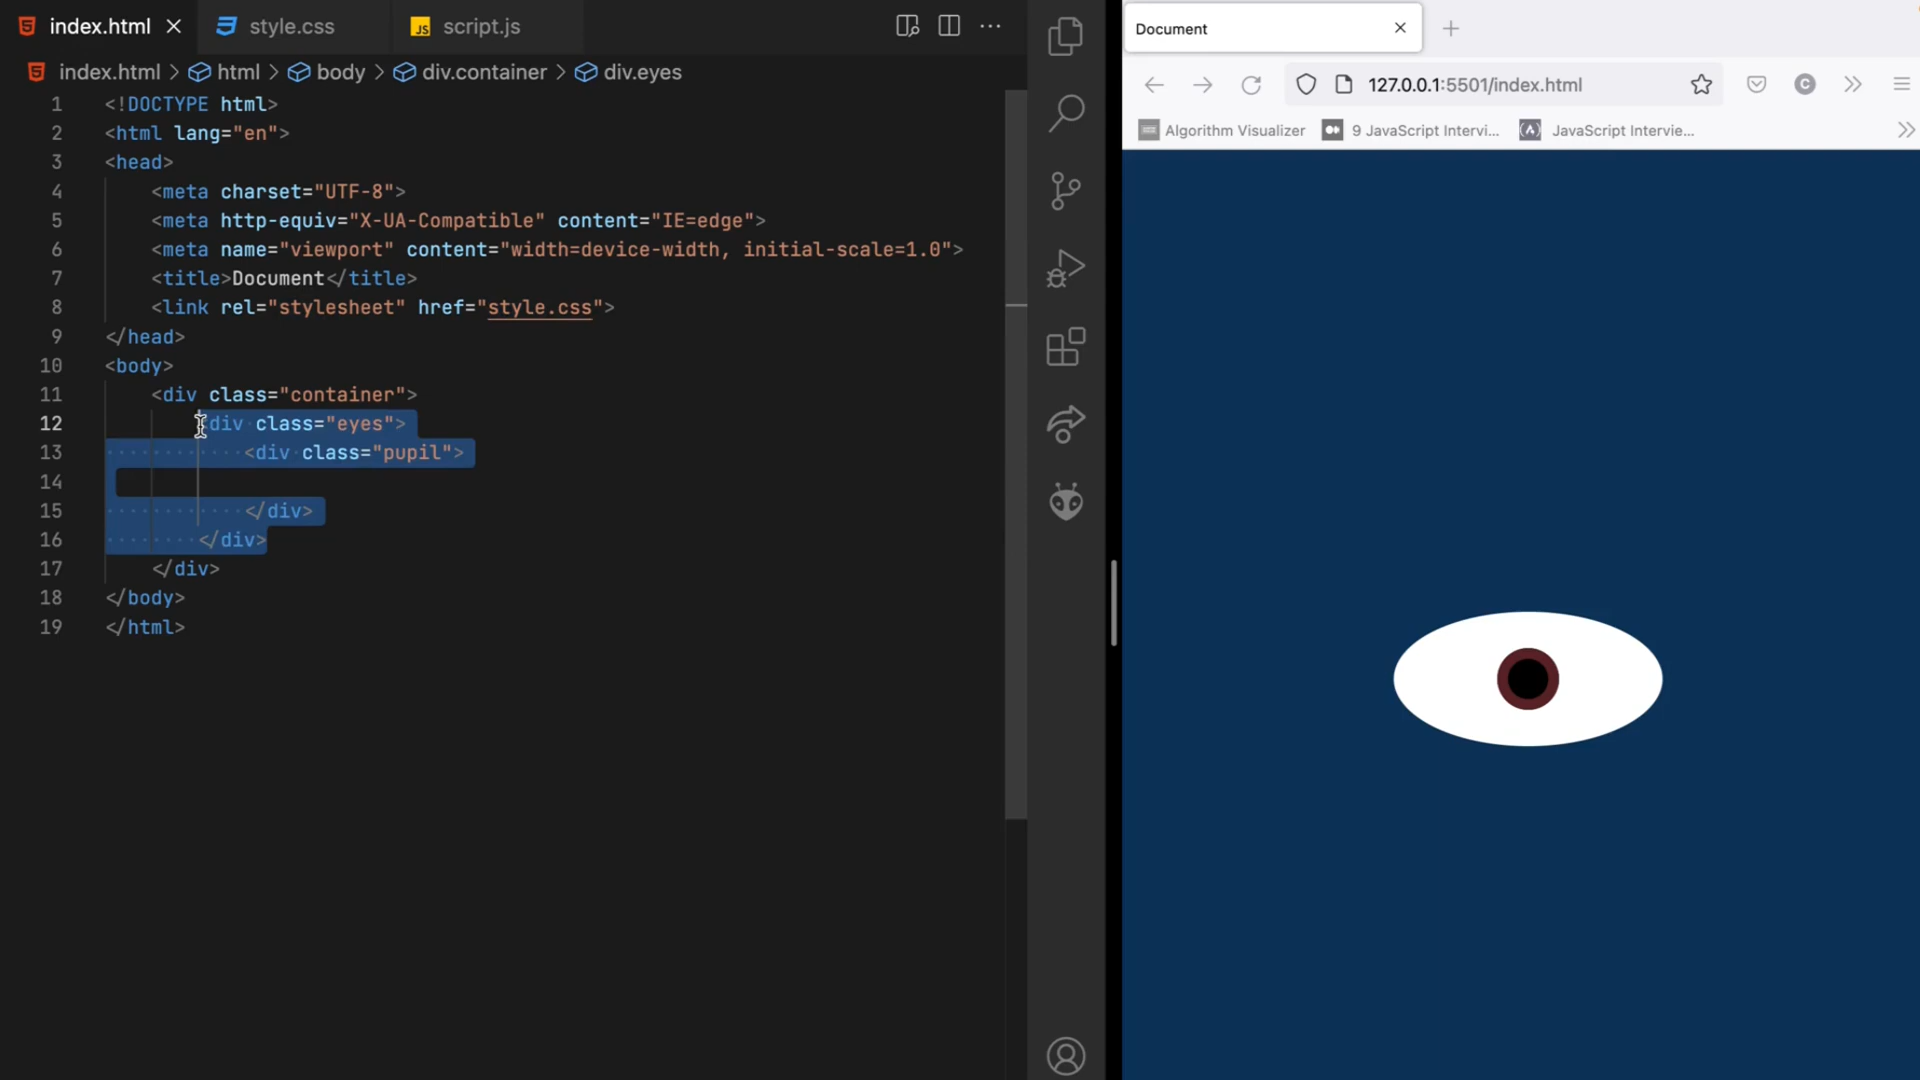 index.html style.css JS script.js
index.html > html > body > div.container > div.eyes
1 <!DOCTYPE html>
2 <html lang="en">
3 <head>
4 <meta charset="UTF-8">
5 <meta http-equiv="X-UA-Compatible" content="IE=edge">
6 <meta name="viewport" content="width=device-width, initial-scale=1.0">
7 <title>Document</title>
8 <link rel="stylesheet" href="style.css">
9 </head>
10 <body>
11 <div class="container">
12 <div class="eyes">
13 <div class="pupil">
14
15 </div>
16 </div>
17 </div>
18 </body>
19 </html>
Document
127.0.0.1:5501/index.html C
Algorithm Visualizer 9 JavaScript Intervi... JavaScript Intervie...